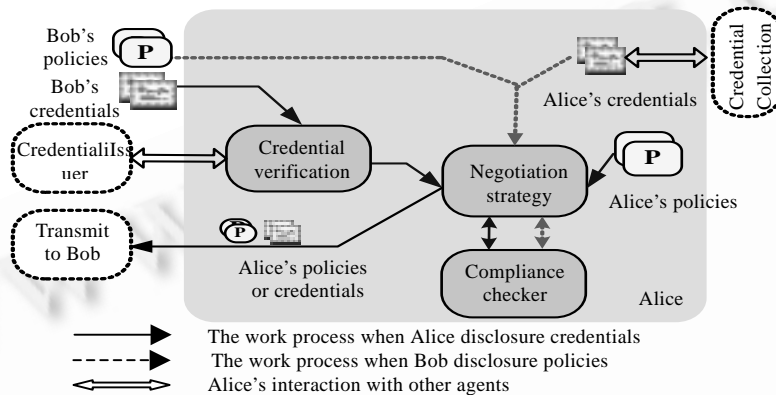 Bob's
policies
P
Bob's
credentials
Alice's credentials
Credential
Collection
CredentialiIss
uer
Credential
verification
Negotiation
strategy
P
Alice's policies
Transmit
to Bob
P
Alice's policies
or credentials
Compliance
checker
Alice
The work process when Alice disclosure credentials
The work process when Bob disclosure policies
Alice's interaction with other agents